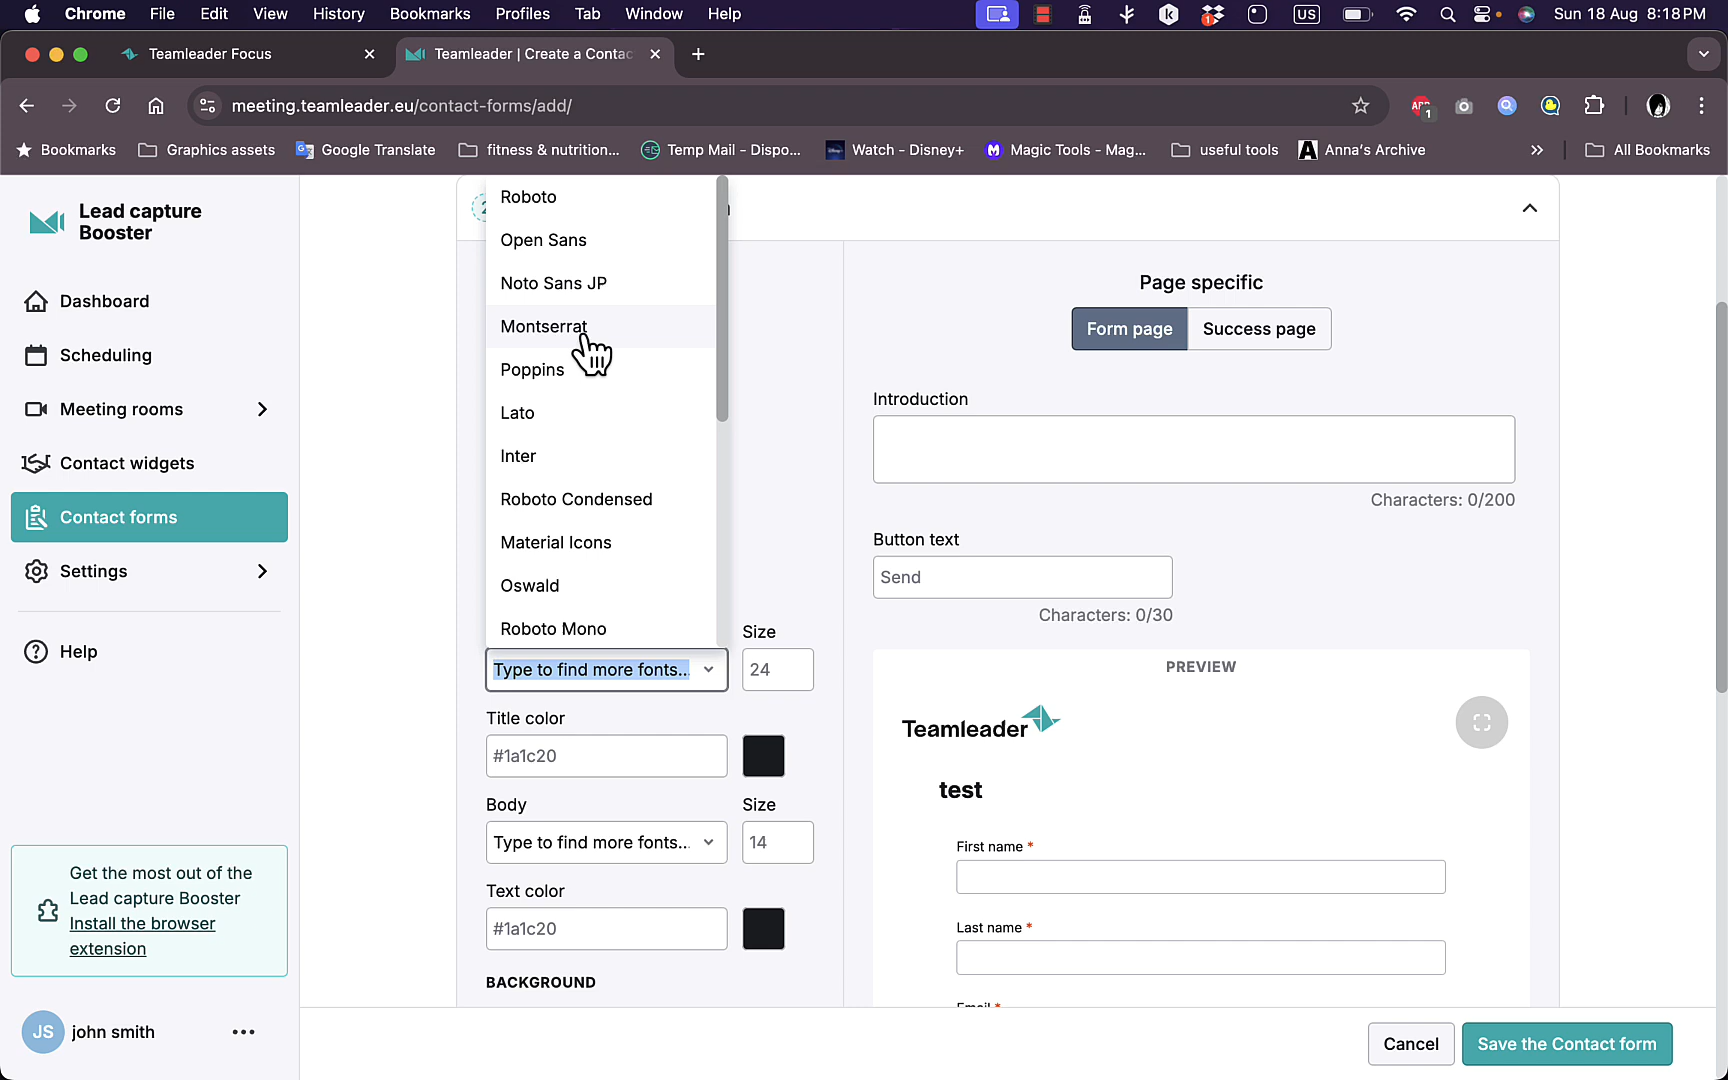 Chrome File Edit View History Bookmarks Profiles Tab Window Help US Sun 18 Aug 8:18 PM
Teamleader Focus
Teamleader | Create a Contac
meeting.teamleader.eu/contact-forms/add/
ABP 1
Bookmarks Graphics assets Google Translate fitness & nutrition... Temp Mail - Dispo... Watch - Disney+ Magic Tools - Mag... useful tools Anna's Archive All Bookmarks
Lead capture
Booster
Dashboard
Scheduling
Meeting rooms
Contact widgets
Contact forms
Settings
Help
Get the most out of the
Lead capture Booster
Install the browser
extension
JS john smith
2
Roboto
Open Sans
Noto Sans JP
Montserrat
Poppins
Lato
Inter
Roboto Condensed
Material Icons
Oswald
Roboto Mono
Size
Type to find more fonts...
24
Title color
#1a1c20
Body
Size
Type to find more fonts...
14
Text color
#1a1c20
BACKGROUND
Page specific
Form page
Success page
Introduction
Characters: 0/200
Button text
Send
Characters: 0/30
PREVIEW
Teamleader
test
First name *
Last name *
Email *
Cancel
Save the Contact form